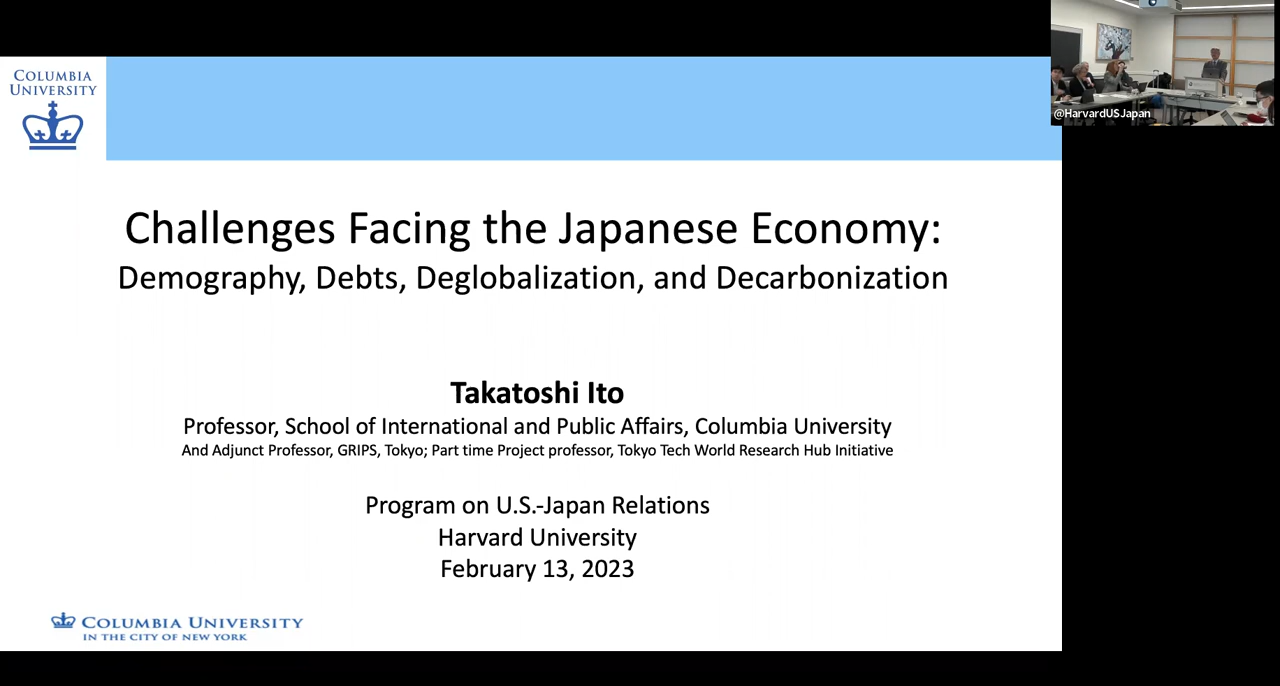 COLUMBIA
UNIVERSITY
@HarvardUSJapan
Challenges Facing the Japanese Economy:
Demography, Debts, Deglobalization, and Decarbonization
Takatoshi Ito
Professor, School of International and Public Affairs, Columbia University
And Adjunct Professor, GRIPS, Tokyo; Part time Project professor, Tokyo Tech World Research Hub Initiative
Program on U.S.-Japan Relations
Harvard University
February 13, 2023
COLUMBIA UNIVERSITY
IN THE CITY OF NEW YORK